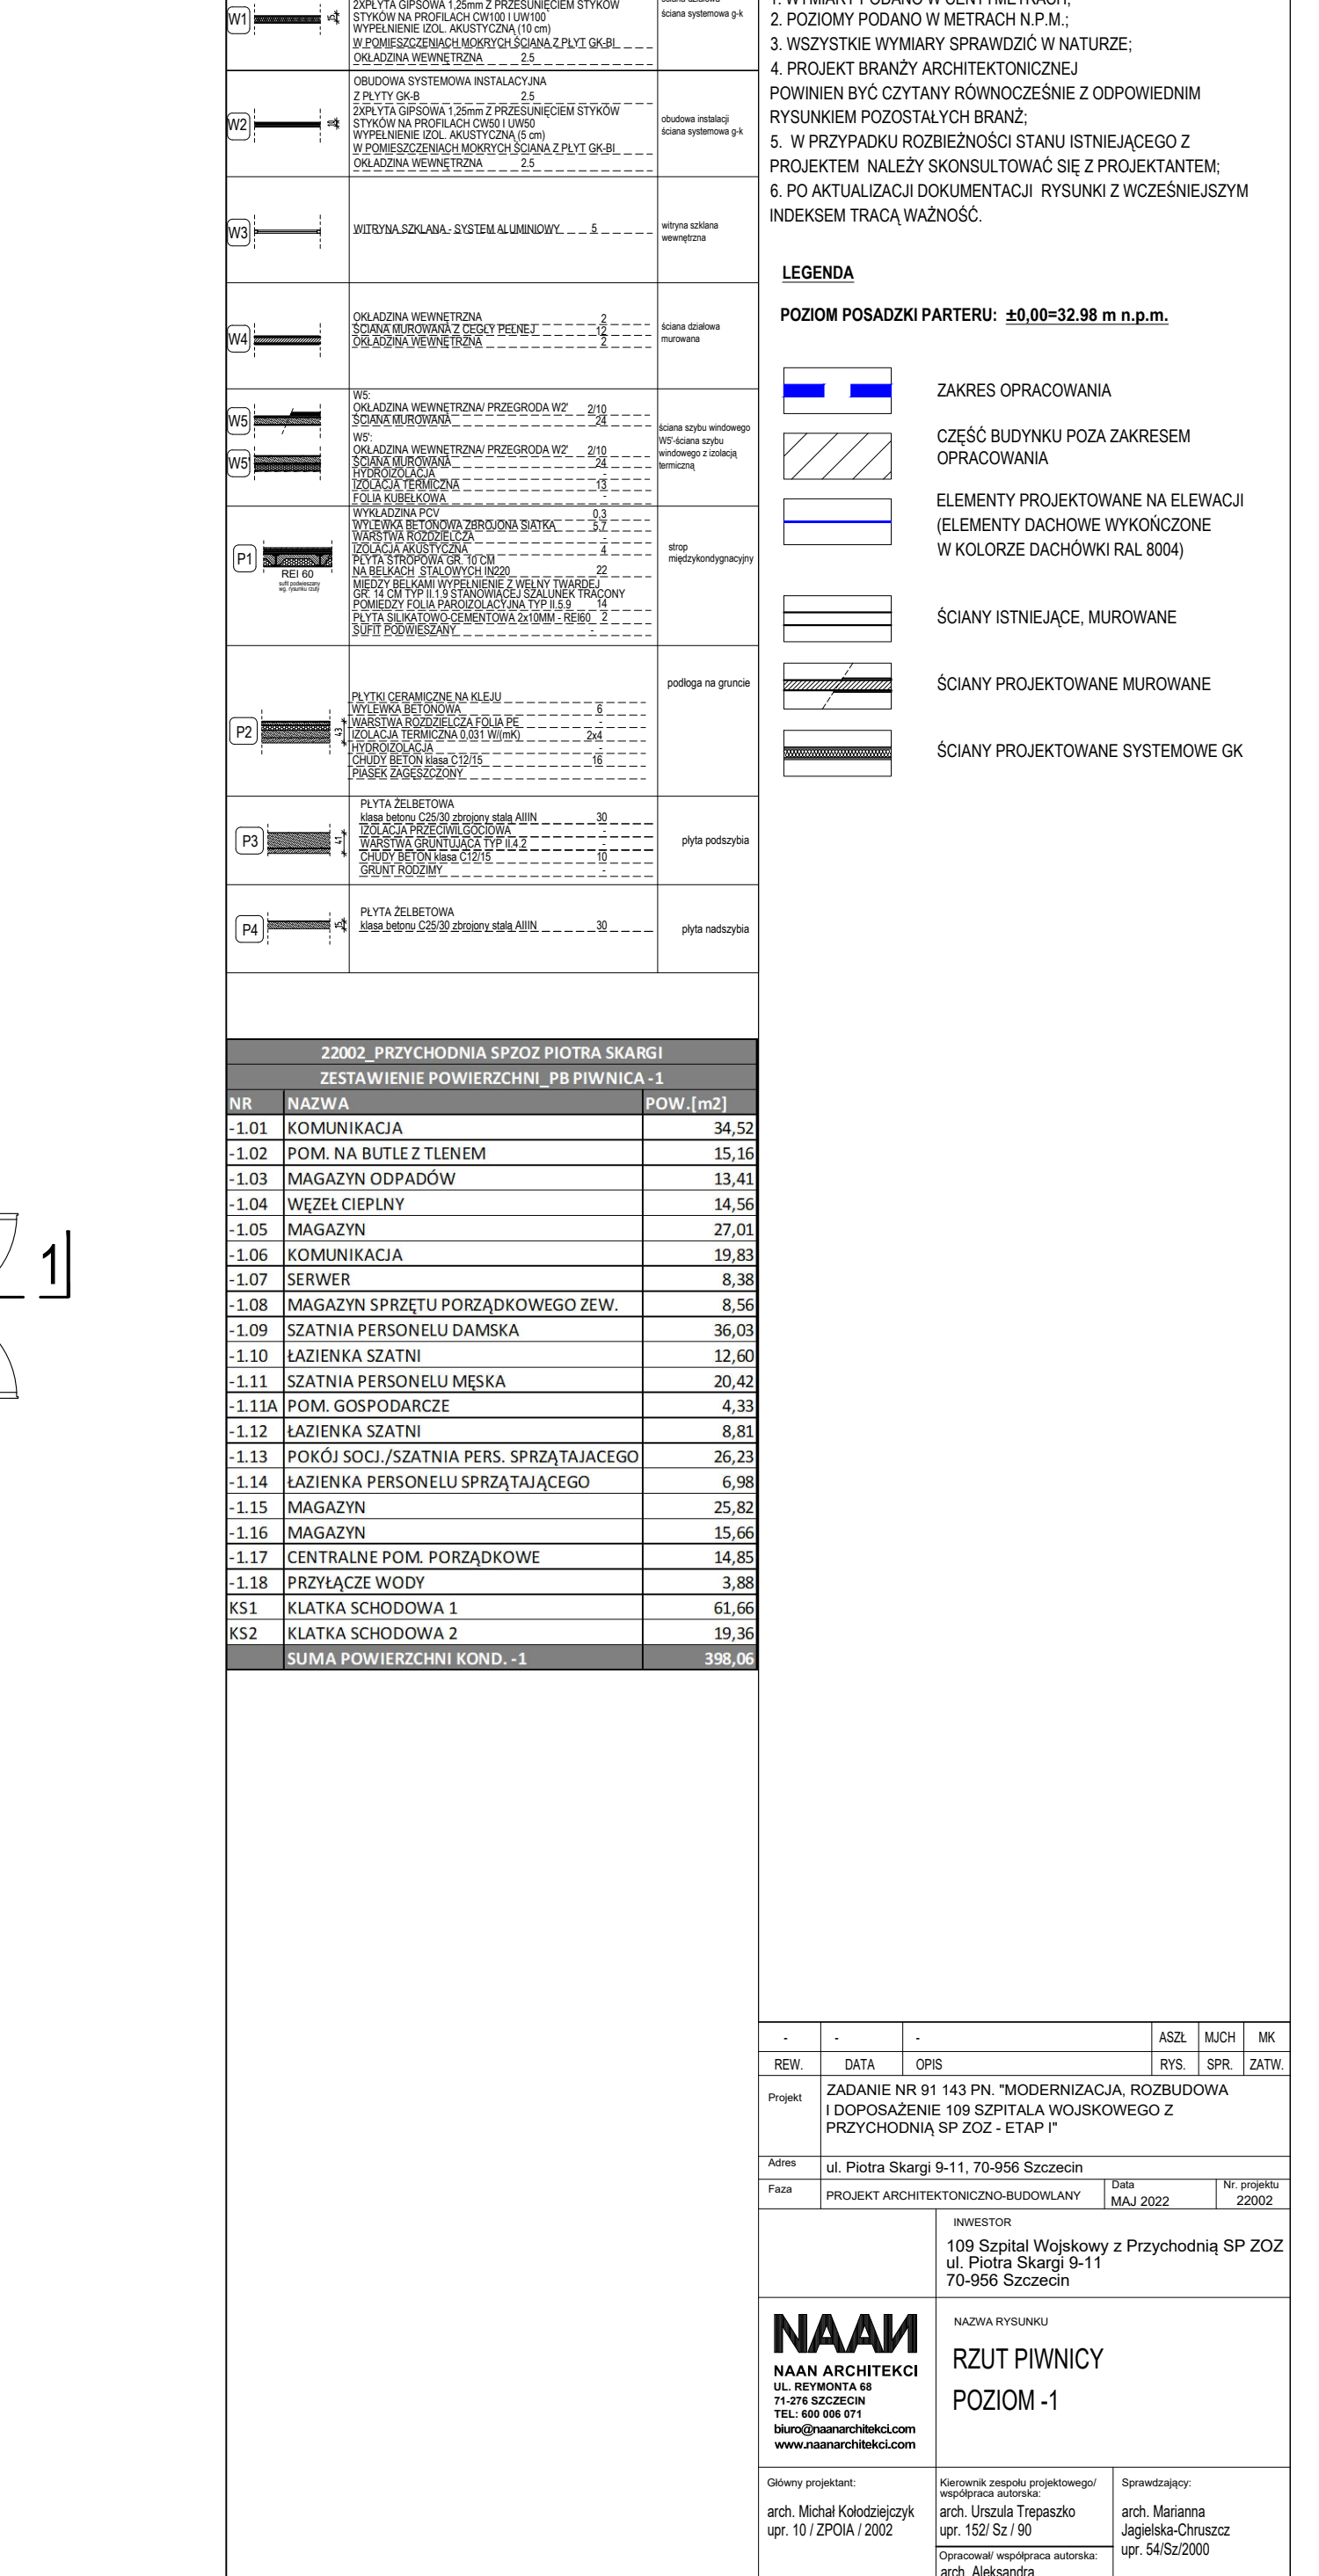 W1
2XPŁYTA GIPSOWA 1,25mm Z PRZESUNIĘCIEM STYKÓW
STYKÓW NA PROFILACH CW100 I UW100
WYPEŁNIENIE IZOL. AKUSTYCZNĄ (10 cm)
W POMIESZCZENIACH MOKRYCH ŚCIANA Z PŁYT GK-BI
OKŁADZINA WEWNĘTRZNA 2.5
15
ściana systemowa g-k
W2
OBUDOWA SYSTEMOWA INSTALACYJNA
Z PŁYTY GK-B 2.5
2XPŁYTA GIPSOWA 1,25mm Z PRZESUNIĘCIEM STYKÓW
STYKÓW NA PROFILACH CW50 I UW50
WYPEŁNIENIE IZOL. AKUSTYCZNĄ (5 cm)
W POMIESZCZENIACH MOKRYCH ŚCIANA Z PŁYT GK-BI
OKŁADZINA WEWNĘTRZNA 2.5
10
obudowa instalacji
ściana systemowa g-k
W3
WITRYNA SZKLANA - SYSTEM ALUMINIOWY 5
witryna szklana
wewnętrzna
W4
OKŁADZINA WEWNĘTRZNA 2
ŚCIANA MUROWANA Z CEGŁY PEŁNEJ 12
OKŁADZINA WEWNĘTRZNA 2
ściana działowa
murowana
W5
W5'
W5:
OKŁADZINA WEWNĘTRZNA/ PRZEGRODA W2' 2/10
ŚCIANA MUROWANA 24
W5':
OKŁADZINA WEWNĘTRZNA/ PRZEGRODA W2' 2/10
ŚCIANA MUROWANA 24
HYDROIZOLACJA -
IZOLACJA TERMICZNA 13
FOLIA KUBEŁKOWA -
ściana szybu windowego
W5'-ściana szybu
windowego z izolacją
termiczną
P1
REI 60
sufit podwieszany
wg. rysunku rzuty
WYKŁADZINA PCV 0,3
WYLEWKA BETONOWA ZBROJONA SIATKĄ 5,7
WARSTWA ROZDZIELCZA -
IZOLACJA AKUSTYCZNA 4
PŁYTA STROPOWA GR. 10 CM
NA BELKACH STALOWYCH IN220 22
MIĘDZY BELKAMI WYPEŁNIENIE Z WEŁNY TWARDEJ
GR. 14 CM TYP II.1.9 STANOWIĄCEJ SZALUNEK TRACONY
POMIĘDZY FOLIA PAROIZOLACYJNA TYP II.5.9 14
PŁYTA SILIKATOWO-CEMENTOWA 2x10MM - REI60 2
SUFIT PODWIESZANY -
strop
międzykondygnacyjny
P2
43
PŁYTKI CERAMICZNE NA KLEJU
WYLEWKA BETONOWA 6
WARSTWA ROZDZIELCZA FOLIA PE -
IZOLACJA TERMICZNA 0,031 W/(mK) 2x4
HYDROIZOLACJA -
CHUDY BETON klasa C12/15 16
PIASEK ZAGĘSZCZONY
podłoga na gruncie
P3
41
PŁYTA ŻELBETOWA
klasa betonu C25/30 zbrojony stalą AIIIN 30
IZOLACJA PRZECIWILGOCIOWA -
WARSTWA GRUNTUJĄCA TYP II.4.2 -
CHUDY BETON klasa C12/15 10
GRUNT RODZIMY -
płyta podszybia
P4
15
PŁYTA ŻELBETOWA
klasa betonu C25/30 zbrojony stalą AIIIN 30
płyta nadszybia
1. WYMIARY PODANO W CENTYMETRACH;
2. POZIOMY PODANO W METRACH N.P.M.;
3. WSZYSTKIE WYMIARY SPRAWDZIĆ W NATURZE;
4. PROJEKT BRANŻY ARCHITEKTONICZNEJ
POWINIEN BYĆ CZYTANY RÓWNOCZEŚNIE Z ODPOWIEDNIM
RYSUNKIEM POZOSTAŁYCH BRANŻ;
5. W PRZYPADKU ROZBIEŻNOŚCI STANU ISTNIEJĄCEGO Z
PROJEKTEM NALEŻY SKONSULTOWAĆ SIĘ Z PROJEKTANTEM;
6. PO AKTUALIZACJI DOKUMENTACJI RYSUNKI Z WCZEŚNIEJSZYM
INDEKSEM TRACĄ WAŻNOŚĆ.
LEGENDA
POZIOM POSADZKI PARTERU: ±0,00=32.98 m n.p.m.
ZAKRES OPRACOWANIA
CZĘŚĆ BUDYNKU POZA ZAKRESEM
OPRACOWANIA
ELEMENTY PROJEKTOWANE NA ELEWACJI
(ELEMENTY DACHOWE WYKOŃCZONE
W KOLORZE DACHÓWKI RAL 8004)
ŚCIANY ISTNIEJĄCE, MUROWANE
ŚCIANY PROJEKTOWANE MUROWANE
ŚCIANY PROJEKTOWANE SYSTEMOWE GK
22002_PRZYCHODNIA SPZOZ PIOTRA SKARGI
ZESTAWIENIE POWIERZCHNI_PB PIWNICA -1
NR NAZWA POW.[m2]
-1.01 KOMUNIKACJA 34,52
-1.02 POM. NA BUTLE Z TLENEM 15,16
-1.03 MAGAZYN ODPADÓW 13,41
-1.04 WĘZEŁ CIEPLNY 14,56
-1.05 MAGAZYN 27,01
-1.06 KOMUNIKACJA 19,83
-1.07 SERWER 8,38
-1.08 MAGAZYN SPRZĘTU PORZĄDKOWEGO ZEW. 8,56
-1.09 SZATNIA PERSONELU DAMSKA 36,03
-1.10 ŁAZIENKA SZATNI 12,60
-1.11 SZATNIA PERSONELU MĘSKA 20,42
-1.11A POM. GOSPODARCZE 4,33
-1.12 ŁAZIENKA SZATNI 8,81
-1.13 POKÓJ SOCJ./SZATNIA PERS. SPRZĄTAJACEGO 26,23
-1.14 ŁAZIENKA PERSONELU SPRZĄTAJĄCEGO 6,98
-1.15 MAGAZYN 25,82
-1.16 MAGAZYN 15,66
-1.17 CENTRALNE POM. PORZĄDKOWE 14,85
-1.18 PRZYŁĄCZE WODY 3,88
KS1 KLATKA SCHODOWA 1 61,66
KS2 KLATKA SCHODOWA 2 19,36
SUMA POWIERZCHNI KOND. -1 398,06
1
- - - ASZŁ MJCH MK
REW. DATA OPIS RYS. SPR. ZATW.
Projekt
ZADANIE NR 91 143 PN. "MODERNIZACJA, ROZBUDOWA
I DOPOSAŻENIE 109 SZPITALA WOJSKOWEGO Z
PRZYCHODNIĄ SP ZOZ - ETAP I"
Adres ul. Piotra Skargi 9-11, 70-956 Szczecin
Faza PROJEKT ARCHITEKTONICZNO-BUDOWLANY
Data
MAJ 2022
Nr. projektu
22002
INWESTOR
109 Szpital Wojskowy z Przychodnią SP ZOZ
ul. Piotra Skargi 9-11
70-956 Szczecin
NAAN
NAAN ARCHITEKCI
UL. REYMONTA 68
71-276 SZCZECIN
TEL: 600 006 071
biuro@naanarchitekci.com
www.naanarchitekci.com
NAZWA RYSUNKU
RZUT PIWNICY
POZIOM -1
Główny projektant:
arch. Michał Kołodziejczyk
upr. 10 / ZPOIA / 2002
Kierownik zespołu projektowego/
współpraca autorska:
arch. Urszula Trepaszko
upr. 152/ Sz / 90
Opracował/ współpraca autorska:
arch. Aleksandra
Sprawdzający:
arch. Marianna
Jagielska-Chruszcz
upr. 54/Sz/2000